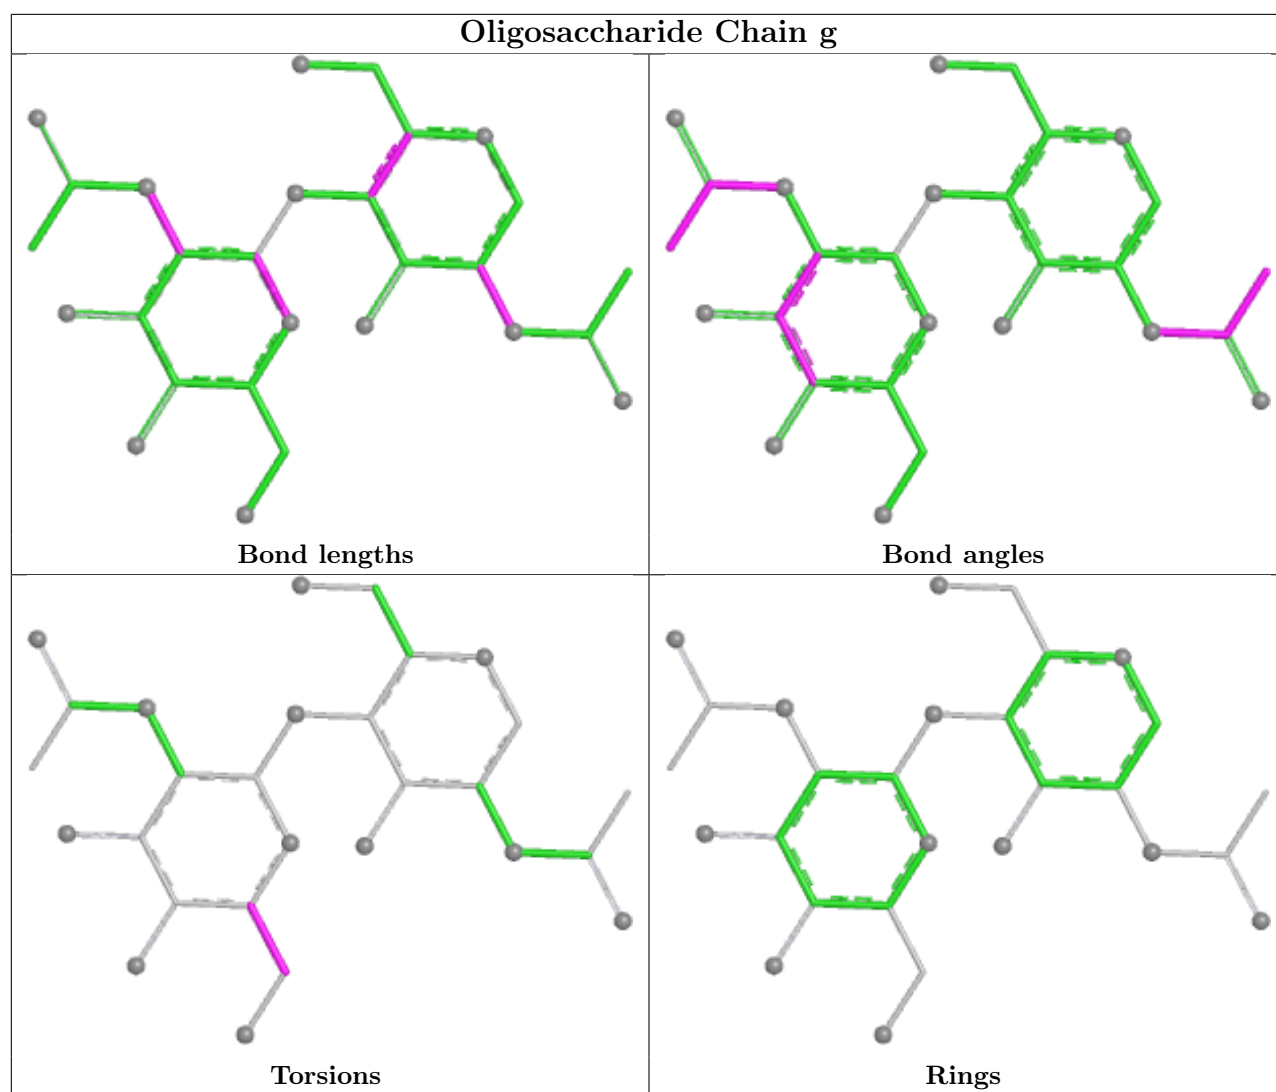 Oligosaccharide Chain g
Bond lengths
Bond angles
Torsions
Rings